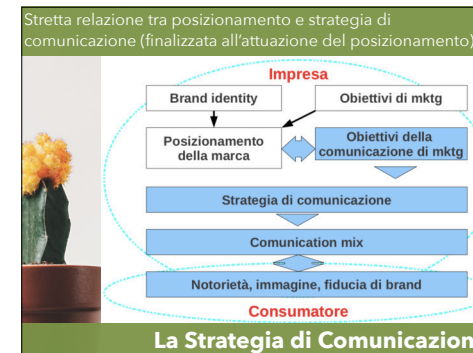 Stretta relazione tra posizionamento e strategia di
comunicazione (finalizzata all'attuazione del posizionamento)
Impresa
Brand identity
Obiettivi di mktg
Posizionamento
della marca
Obiettivi della
comunicazione di mktg
Strategia di comunicazione
Comunication mix
Notorietà, immagine, fiducia di brand
Consumatore
La Strategia di Comunicazion